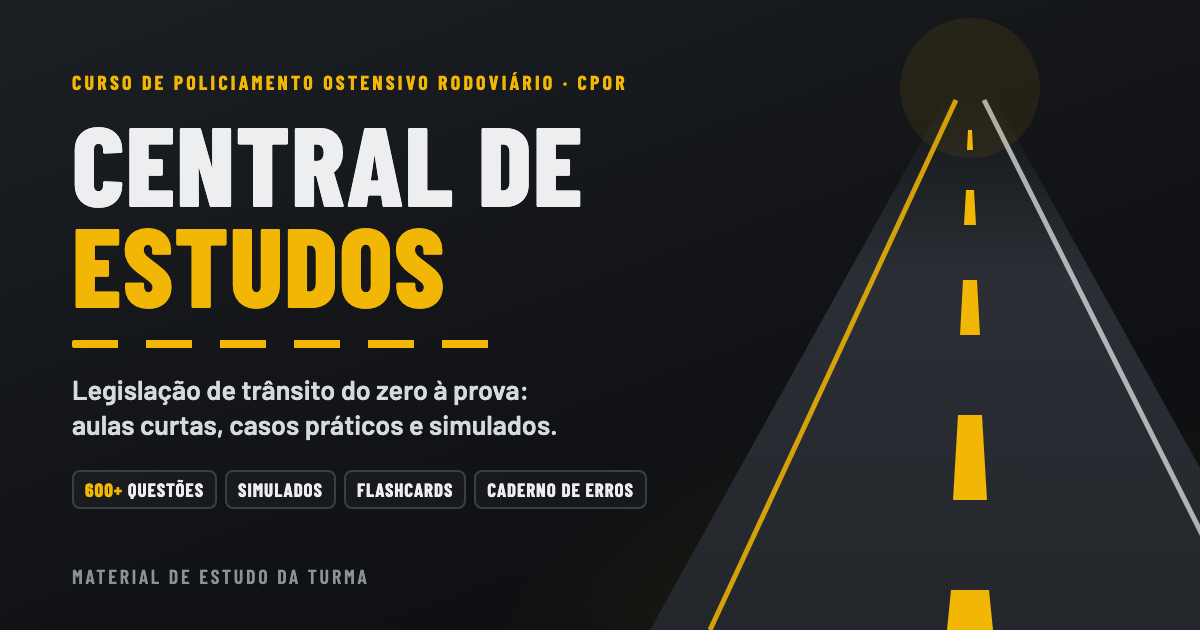 CURSO DE POLICIAMENTO OSTENSIVO RODOVIÁRIO · CPOR
CENTRAL DE
ESTUDOS
Legislação de trânsito do zero à prova:
aulas curtas, casos práticos e simulados.
600+ QUESTÕES SIMULADOS FLASHCARDS CADERNO DE ERROS
MATERIAL DE ESTUDO DA TURMA